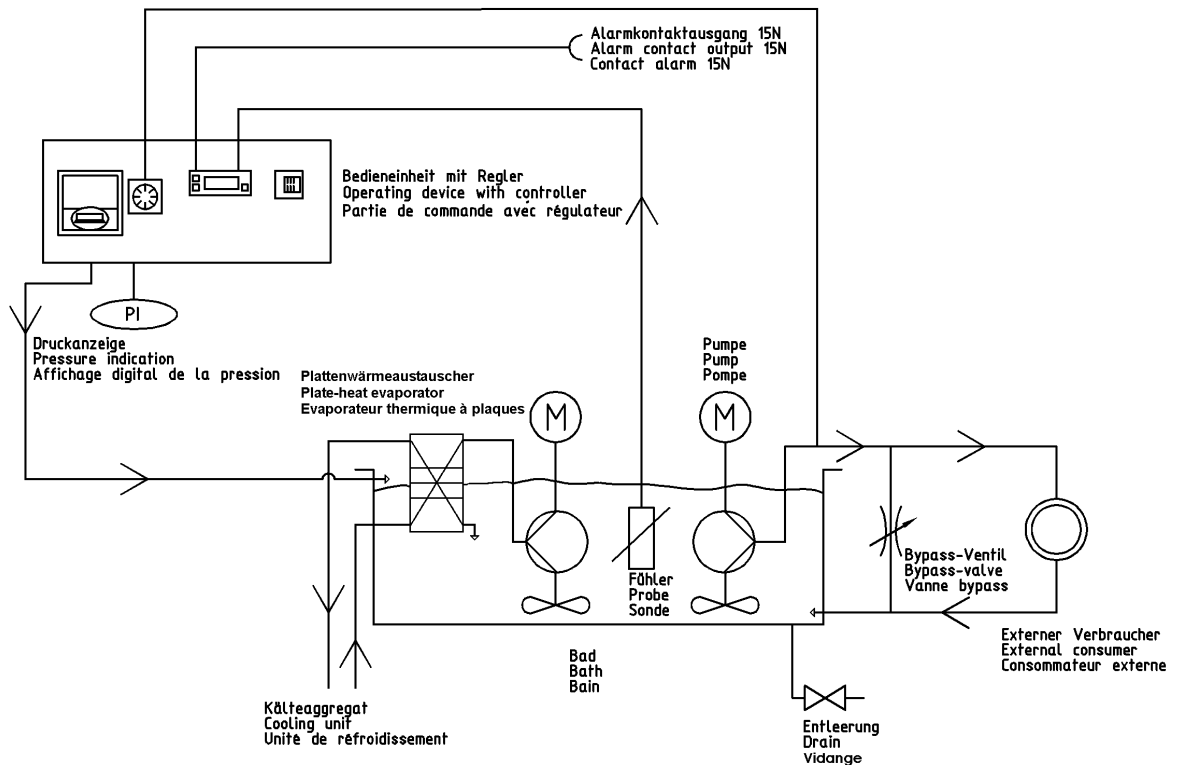 Alarmkontaktausgang 15N
Alarm contact output 15N
Contact alarm 15N
Bedieneinheit mit Regler
Operating device with controller
Partie de commande avec régulateur
PI
Druckanzeige
Pressure indication
Affichage digital de la pression
Plattenwärmeaustauscher
Plate-heat evaporator
Evaporateur thermique à plaques
M
Pumpe
Pump
Pompe
M
Fühler
Probe
Sonde
Bypass-Ventil
Bypass-valve
Vanne bypass
Externer Verbraucher
External consumer
Consommateur externe
Bad
Bath
Bain
Kälteaggregat
Cooling unit
Unité de réfroidissement
Entleerung
Drain
Vidange